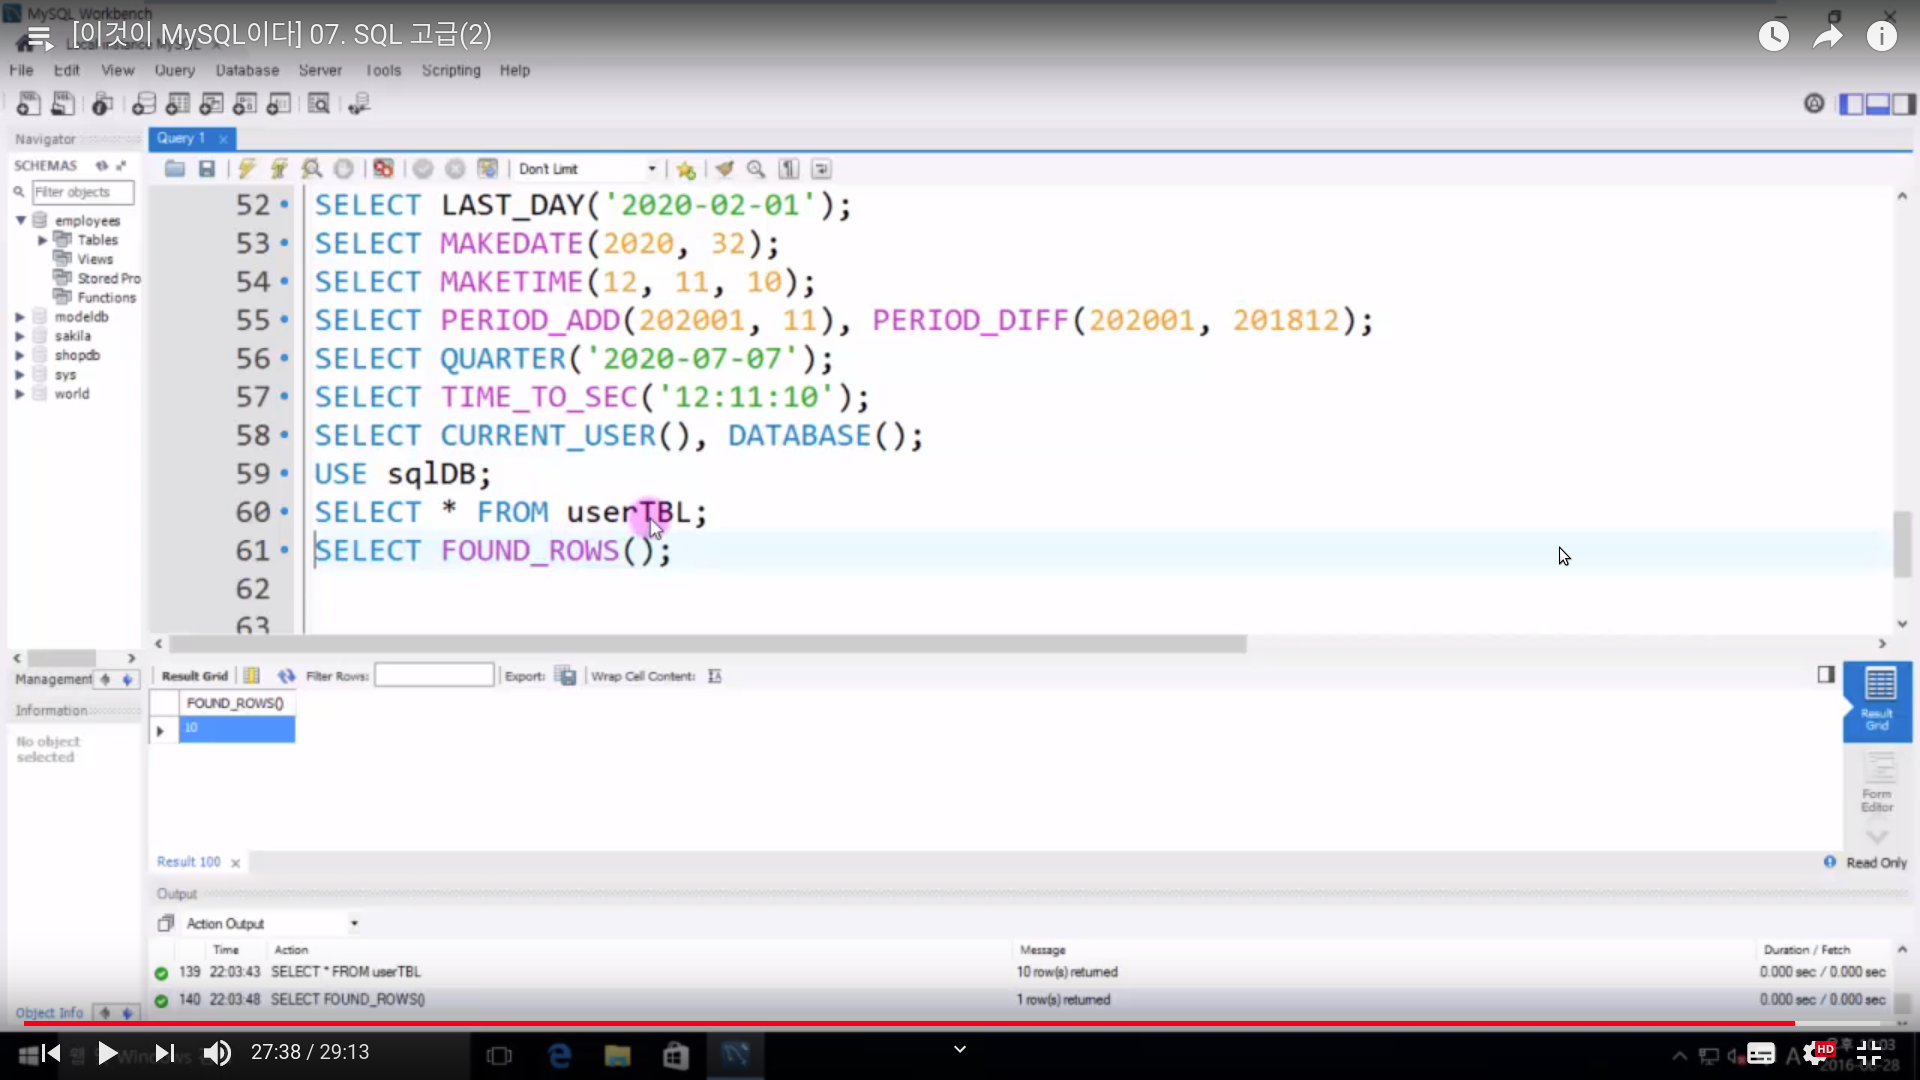 MySQL Workbench
[이것이 MySQL이다] 07. SQL 고급(2)
File Edit View Query Database Server Tools Scripting Help
Navigator
Query 1
SCHEMAS
Don't Limit
Filter objects
employees
Tables
Views
Stored Pro
Functions
modeldb
sakila
shopdb
sys
world
52 SELECT LAST_DAY('2020-02-01');
53 SELECT MAKEDATE(2020, 32);
54 SELECT MAKETIME(12, 11, 10);
55 SELECT PERIOD_ADD(202001, 11), PERIOD_DIFF(202001, 201812);
56 SELECT QUARTER('2020-07-07');
57 SELECT TIME_TO_SEC('12:11:10');
58 SELECT CURRENT_USER(), DATABASE();
59 USE sqlDB;
60 SELECT * FROM userTBL;
61 SELECT FOUND_ROWS();
62
63
Management
Information
No object
selected
Result Grid Filter Rows: Export: Wrap Cell Content:
FOUND_ROWS()
10
Result
Grid
Form
Editor
Result 100
Read Only
Output
Action Output
Time Action Message Duration / Fetch
139 22:03:43 SELECT * FROM userTBL 10 row(s) returned 0.000 sec / 0.000 sec
140 22:03:48 SELECT FOUND_ROWS() 1 row(s) returned 0.000 sec / 0.000 sec
Object Info
27:38 / 29:13
HD